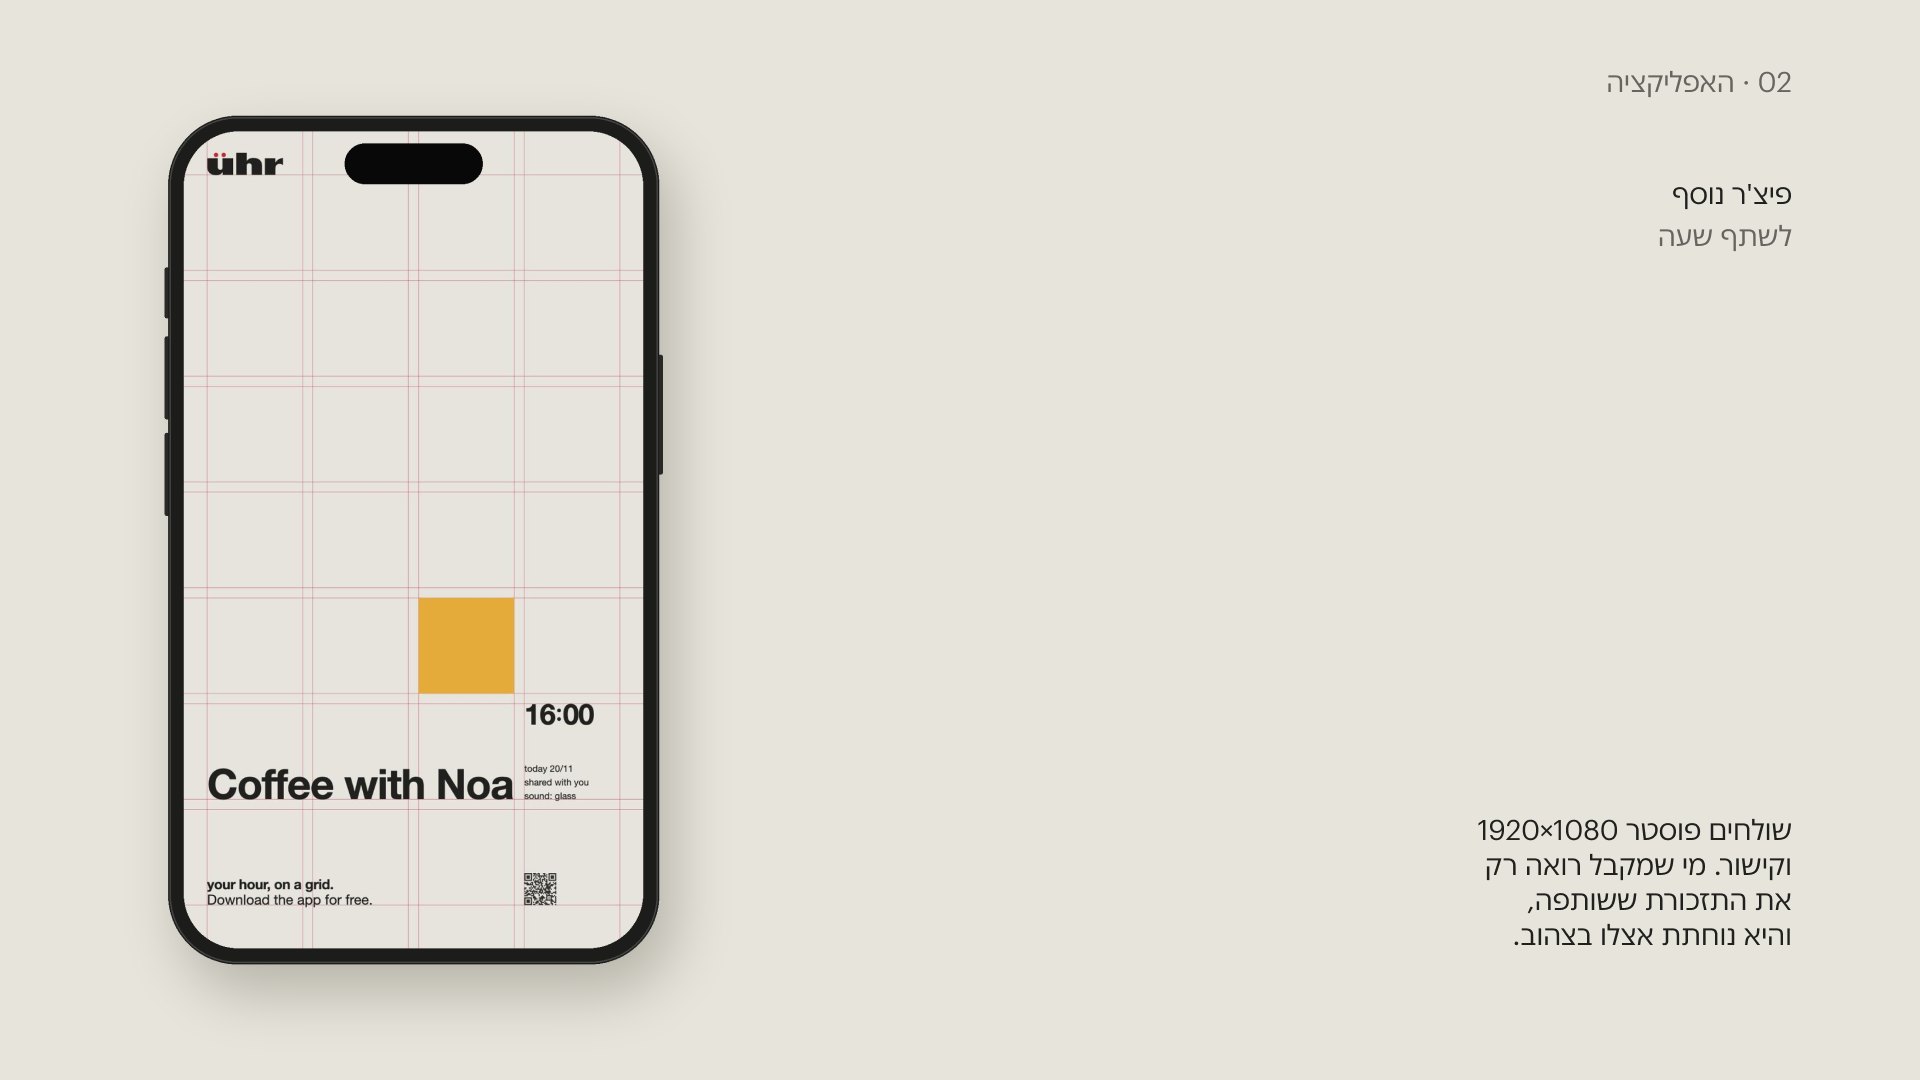 02 · האפליקציה
פיצ'ר נוסף
לשתף שעה
שולחים פוסטר 1920×1080
וקישור. מי שמקבל רואה רק
את התזכורת ששותפה,
והיא נוחתת אצלו בצהוב.
ühr
16:00
Coffee with Noa
today 20/11
shared with you
sound: glass
your hour, on a grid.
Download the app for free.